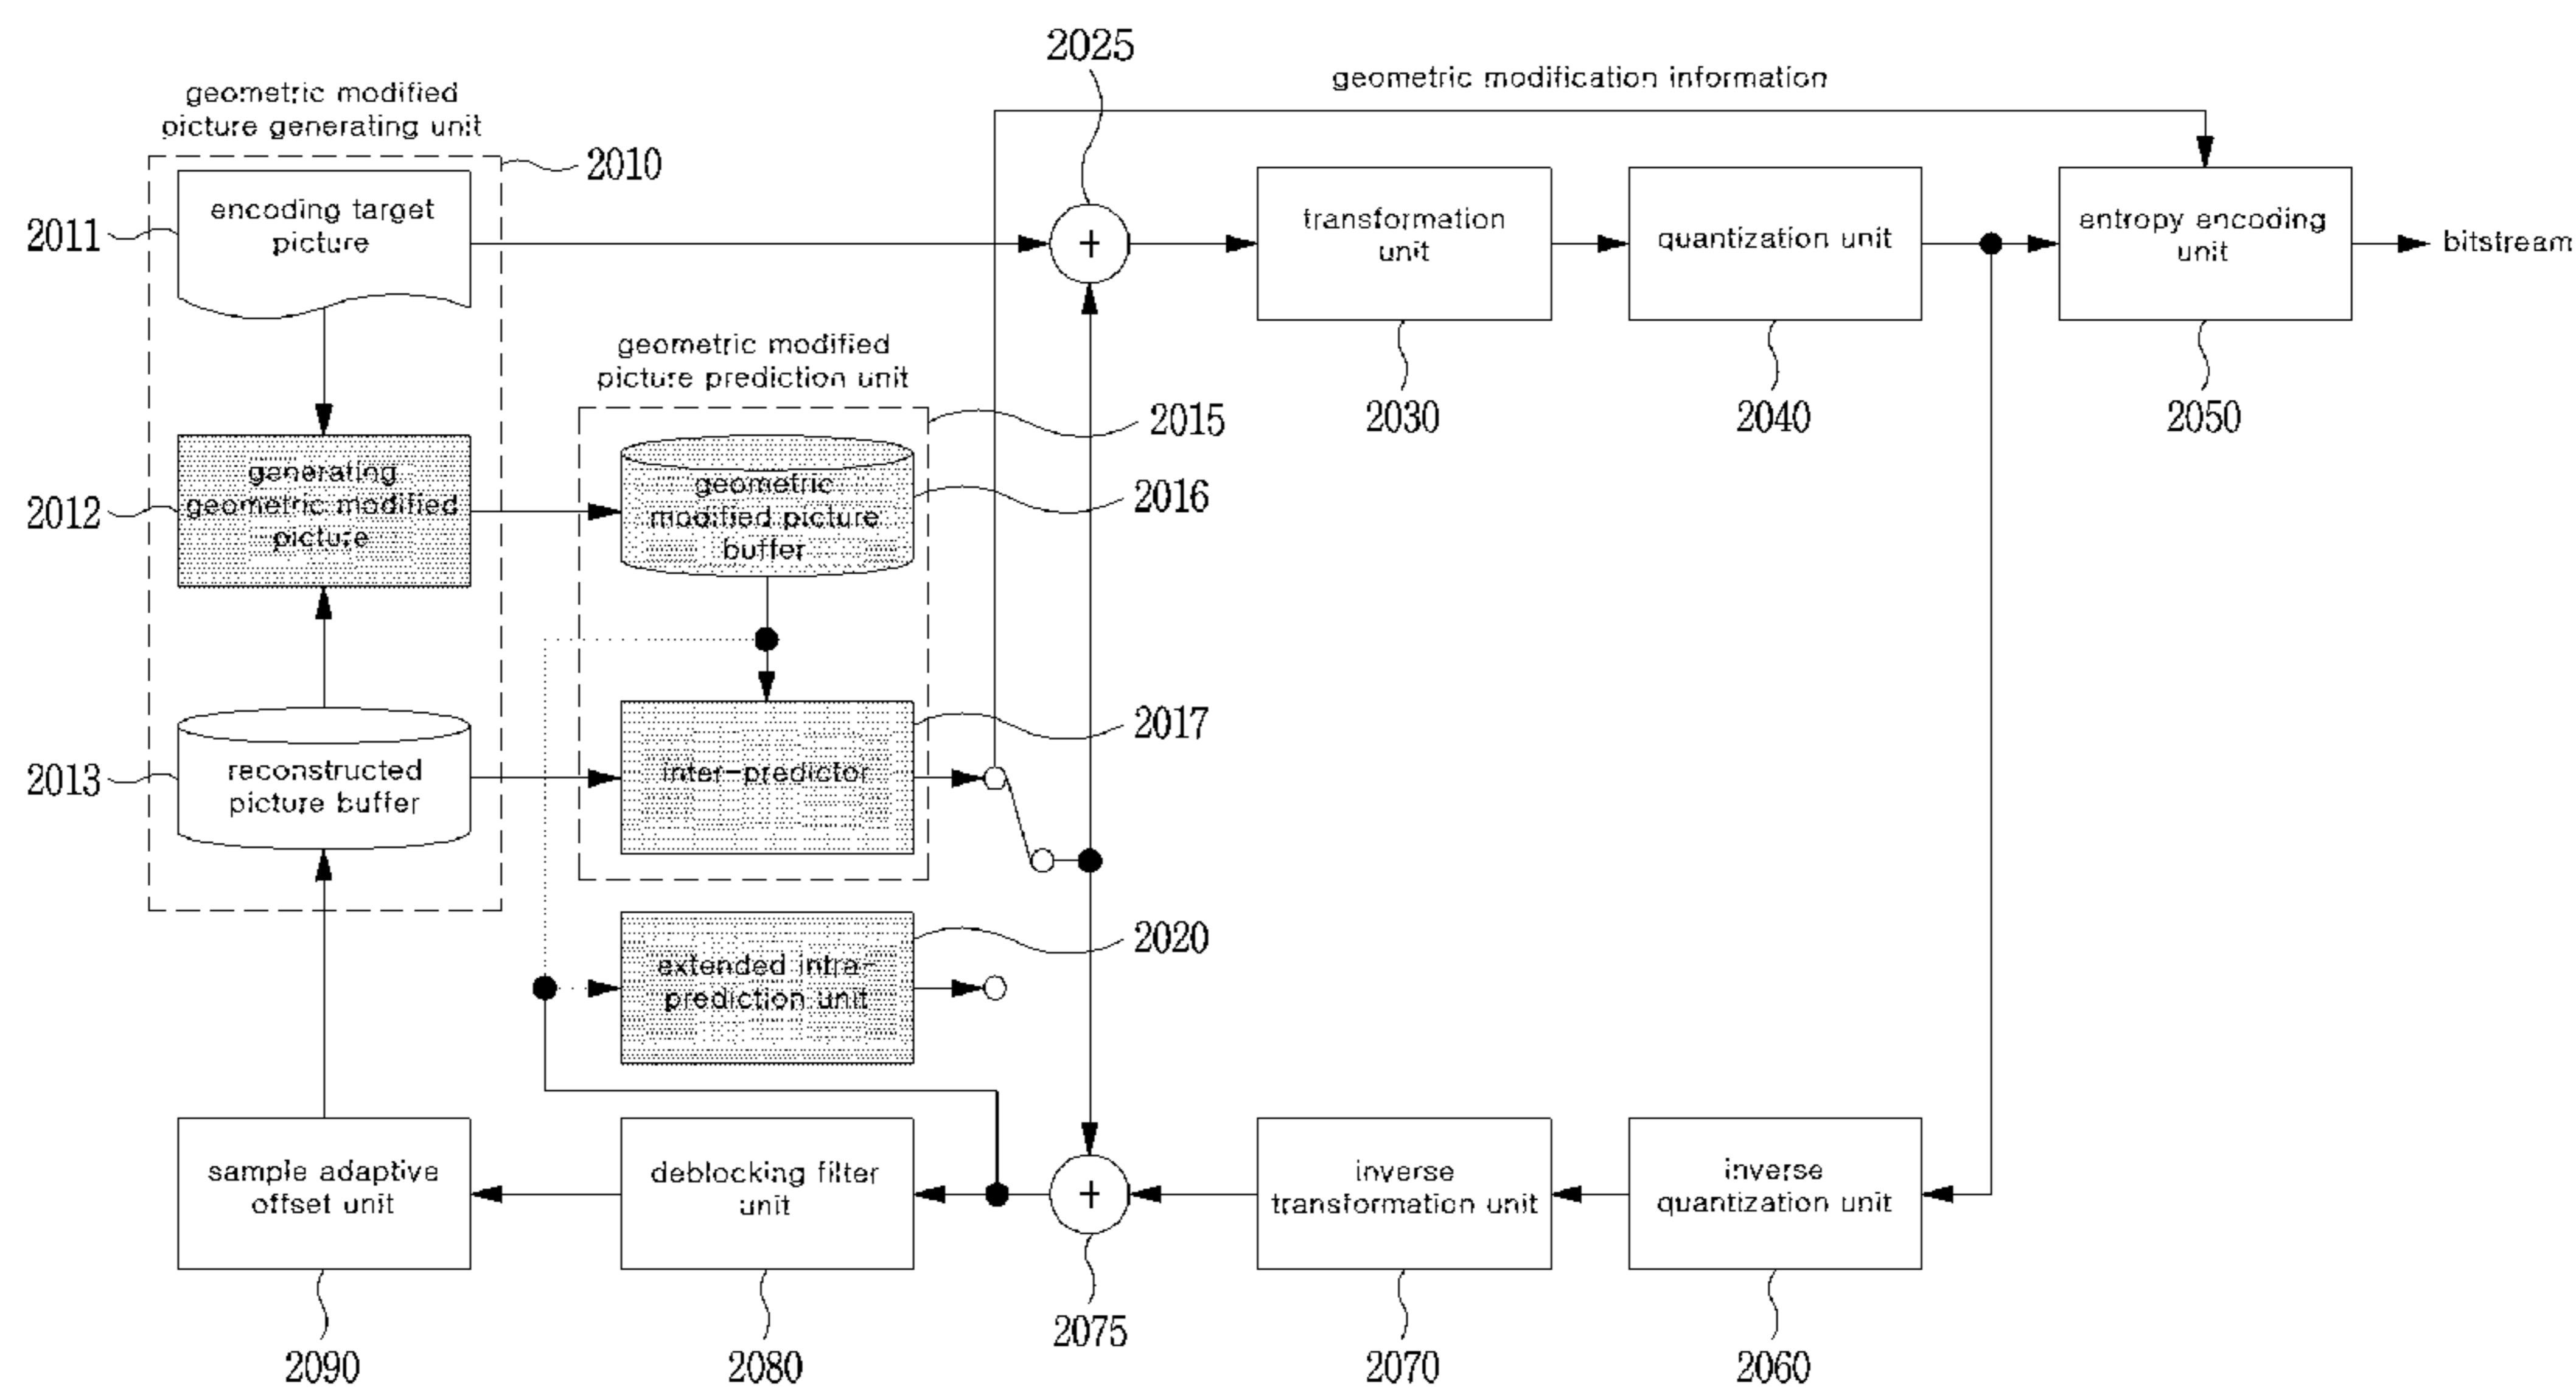 2025
geometric modification information
geometric modified
picture generating unit
2010
2011
encoding target
picture
transformation
unit
quantization unit
entropy encoding
unit
bitstream
geometric modified
picture prediction unit
2030
2040
2050
2015
2012
generating
geometric modified
picture
geometric
modified picture
buffer
2016
2013
reconstructed
picture buffer
inter-predictor
2017
extended intra-
prediction unit
2020
sample adaptive
offset unit
deblocking filter
unit
inverse
transformation unit
inverse
quantization unit
2090
2080
2075
2070
2060